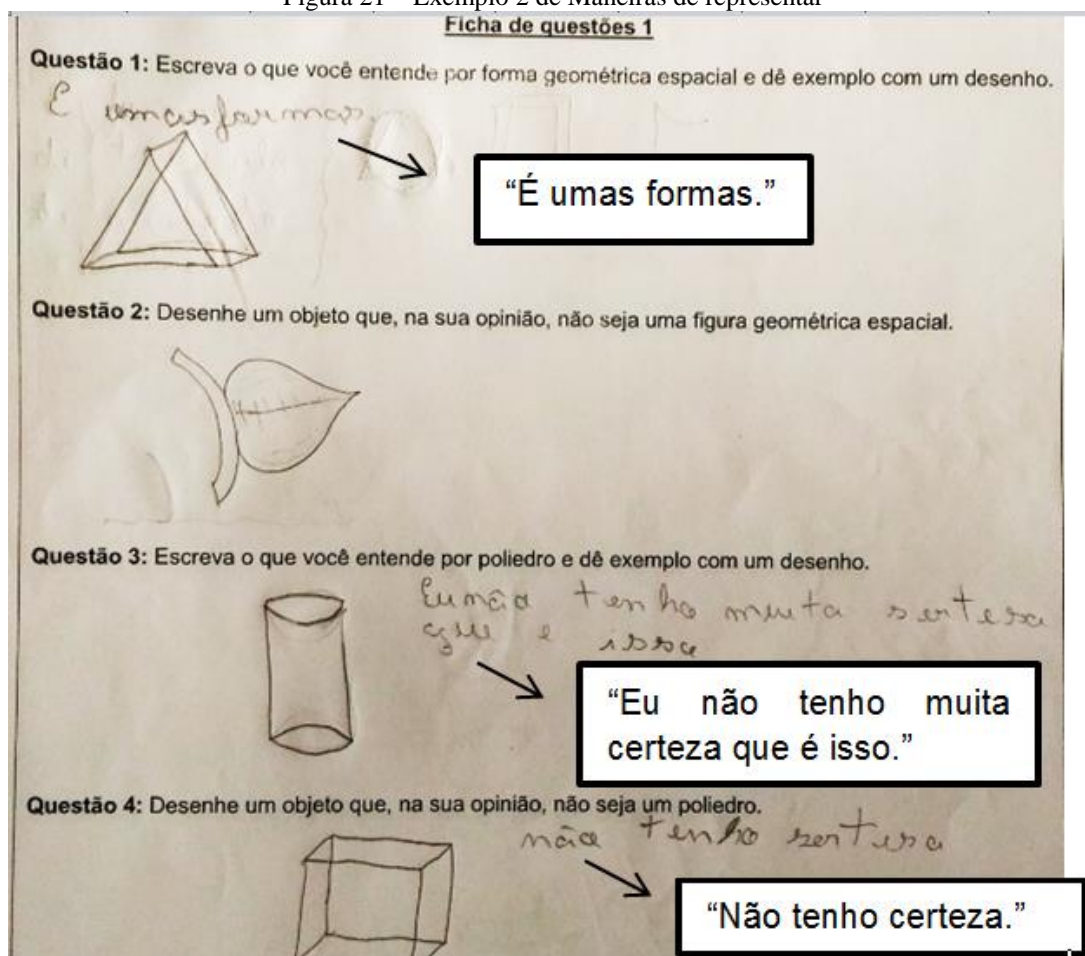 Figura 21 – Exemplo 2 de Maneiras de representar
Ficha de questões 1
Questão 1: Escreva o que você entende por forma geométrica espacial e dê exemplo com um desenho.
E umas formas.
“É umas formas.”
Questão 2: Desenhe um objeto que, na sua opinião, não seja uma figura geométrica espacial.
Questão 3: Escreva o que você entende por poliedro e dê exemplo com um desenho.
Eu não tenho muta sertesa
que e isso
“Eu não tenho muita
certeza que é isso.”
Questão 4: Desenhe um objeto que, na sua opinião, não seja um poliedro.
não tenho sertesa
“Não tenho certeza.”